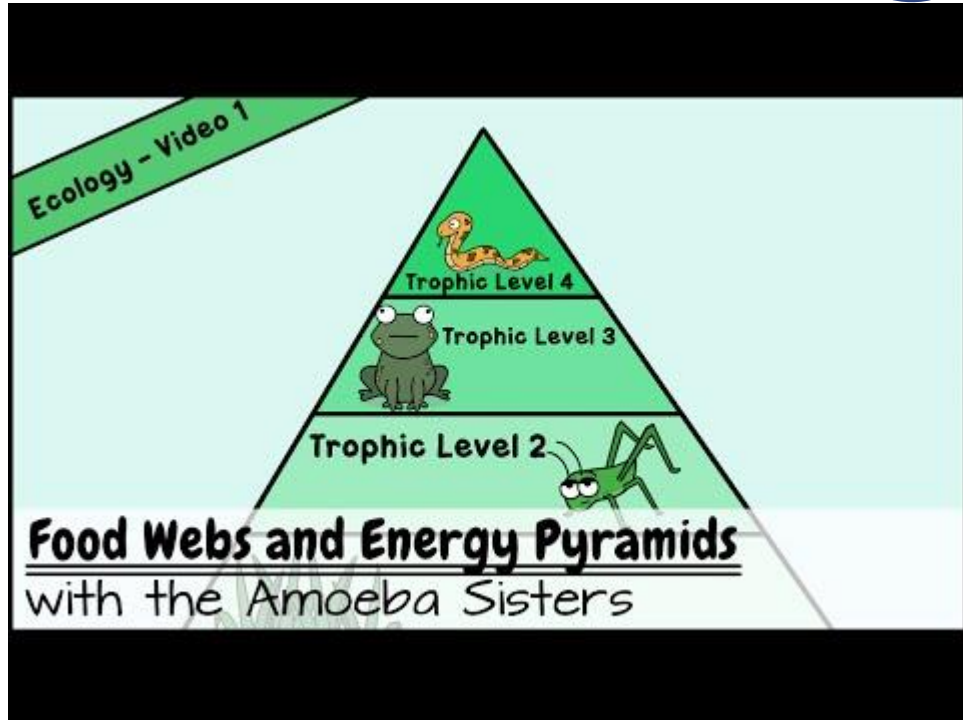 Ecology - Video 1
Trophic Level 4
Trophic Level 3
Trophic Level 2
Food Webs and Energy Pyramids
with the Amoeba Sisters